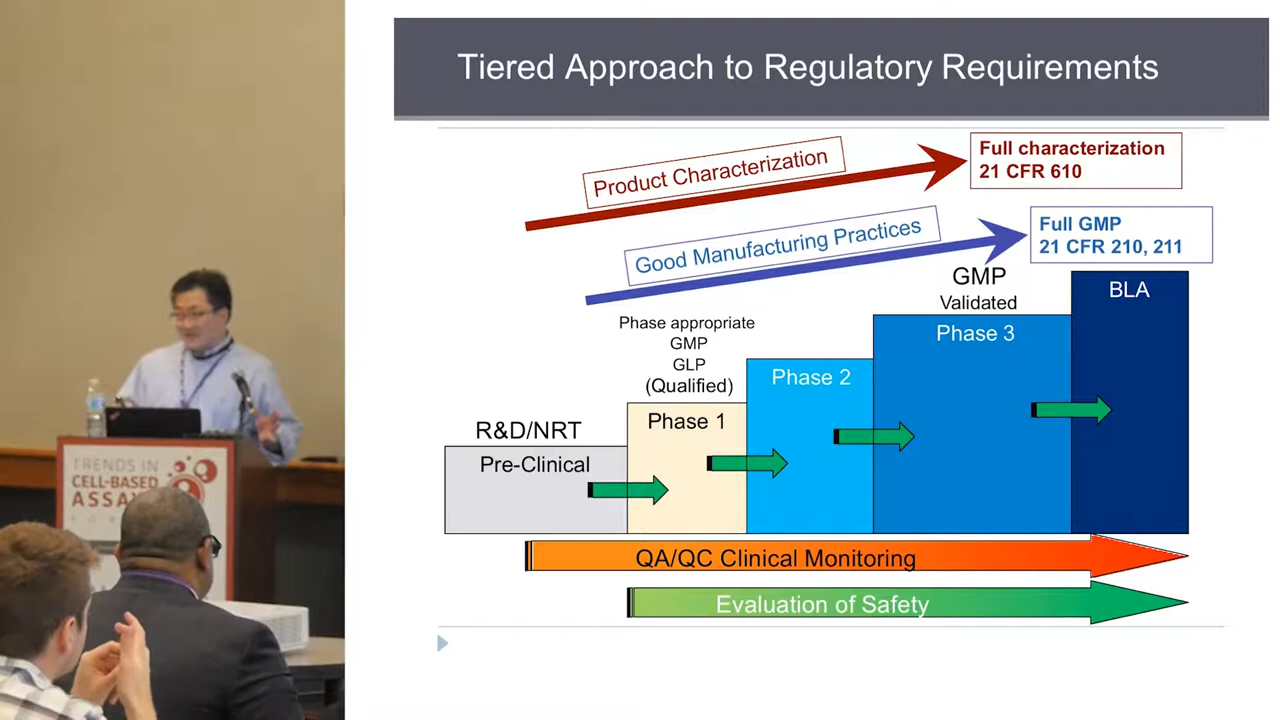 Tiered Approach to Regulatory Requirements
Product Characterization
Full characterization
21 CFR 610
Good Manufacturing Practices
Full GMP
21 CFR 210, 211
GMP
Validated
BLA
Phase appropriate
GMP
GLP
(Qualified)
Phase 3
Phase 2
R&D/NRT
Phase 1
Pre-Clinical
QA/QC Clinical Monitoring
Evaluation of Safety
TRENDS IN
CELL-BASED